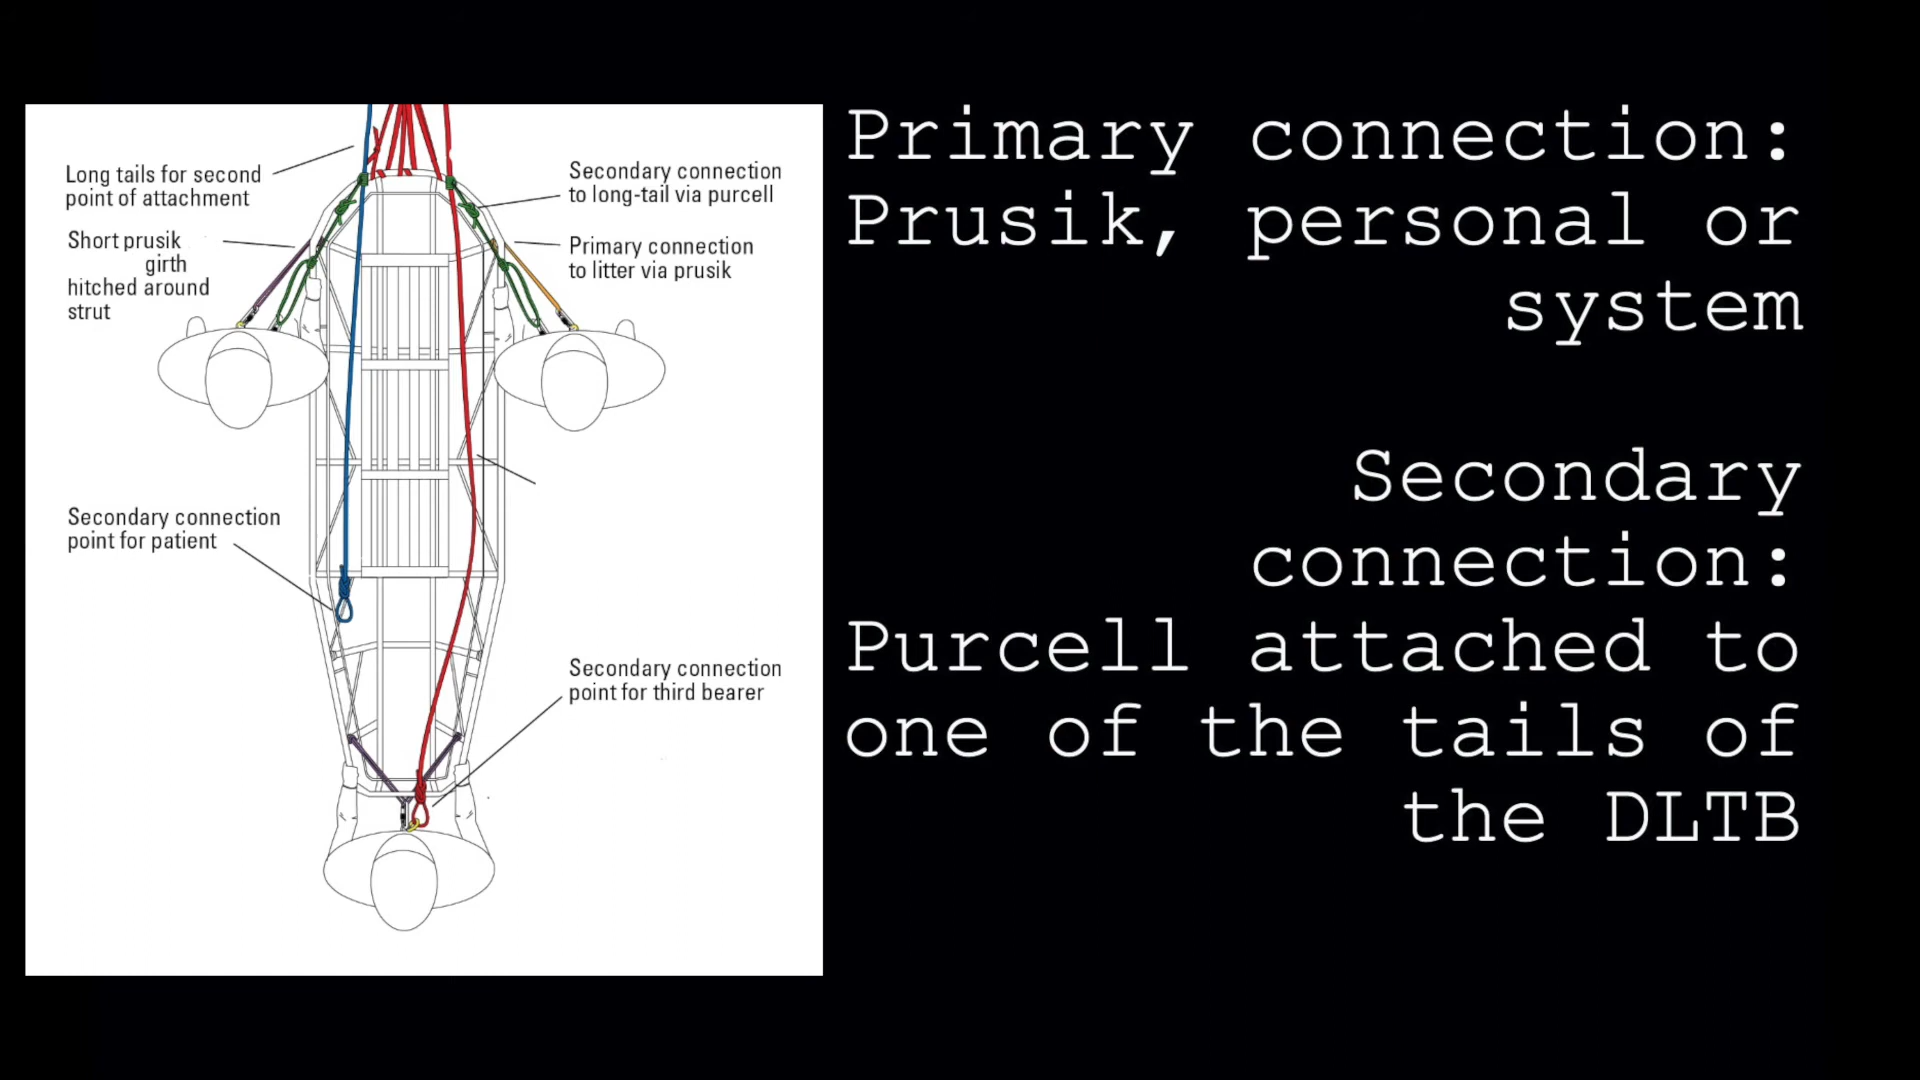 Long tails for second
point of attachment
Short prusik
girth
hitched around
strut
Secondary connection
to long-tail via purcell
Primary connection
to litter via prusik
Secondary connection
point for patient
Secondary connection
point for third bearer
Primary connection:
Prusik, personal or
system
Secondary
connection:
Purcell attached to
one of the tails of
the DLTB